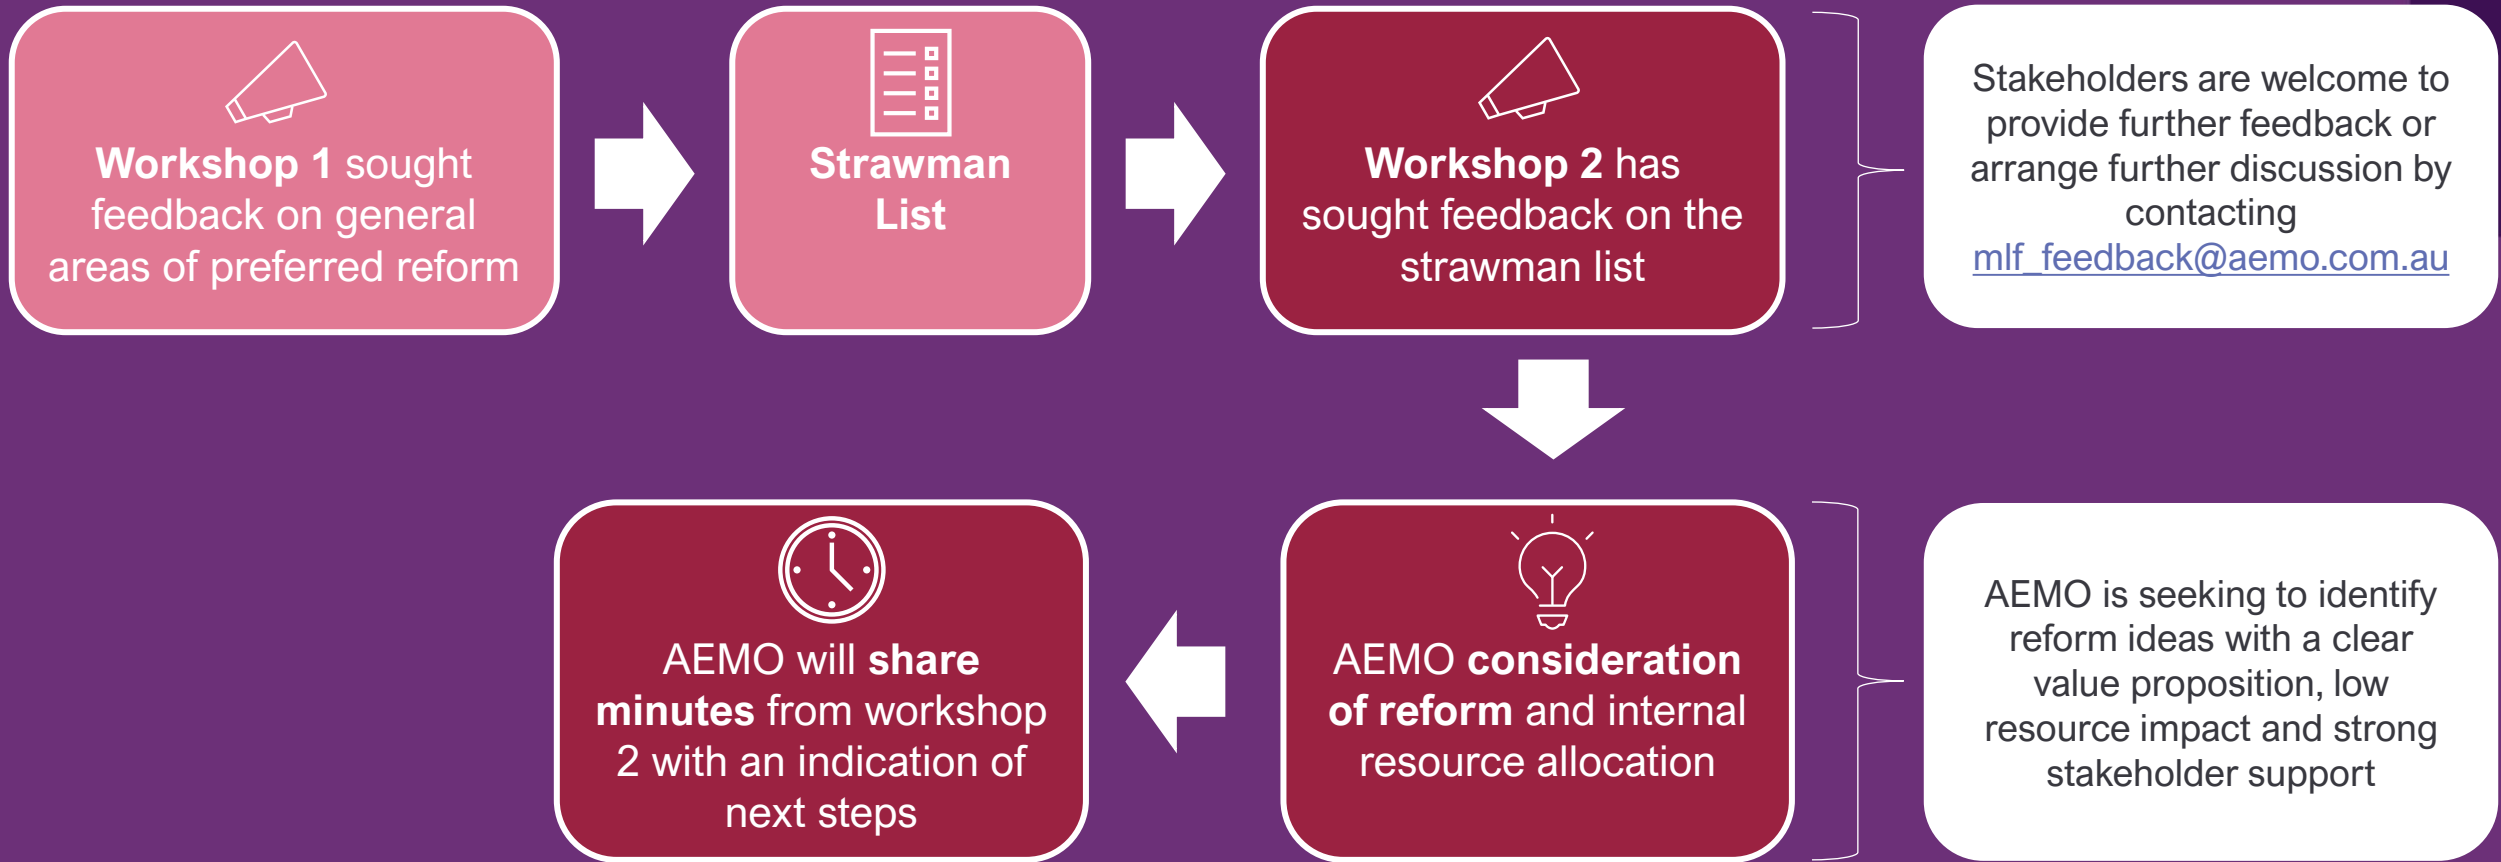 Workshop 1 sought
feedback on general
areas of preferred reform
Strawman
List
Workshop 2 has
sought feedback on the
strawman list
Stakeholders are welcome to
provide further feedback or
arrange further discussion by
contacting
mlf_feedback@aemo.com.au
AEMO will share
minutes from workshop
2 with an indication of
next steps
AEMO consideration
of reform and internal
resource allocation
AEMO is seeking to identify
reform ideas with a clear
value proposition, low
resource impact and strong
stakeholder support